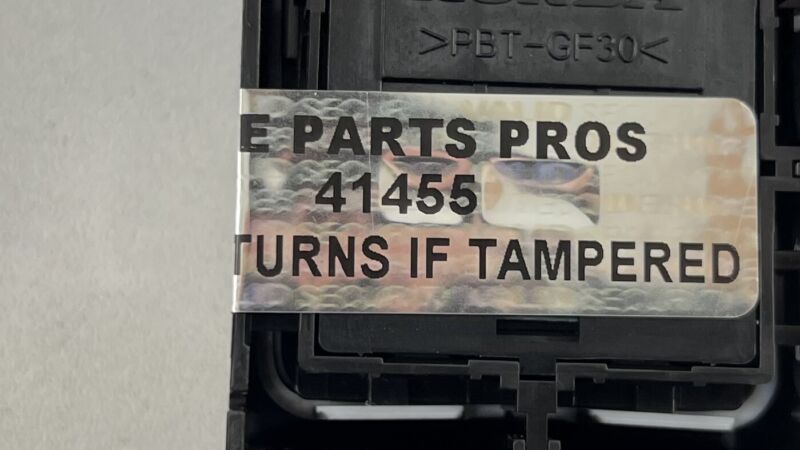 >PBT-GF30<
E PARTS PROS
41455
TURNS IF TAMPERED